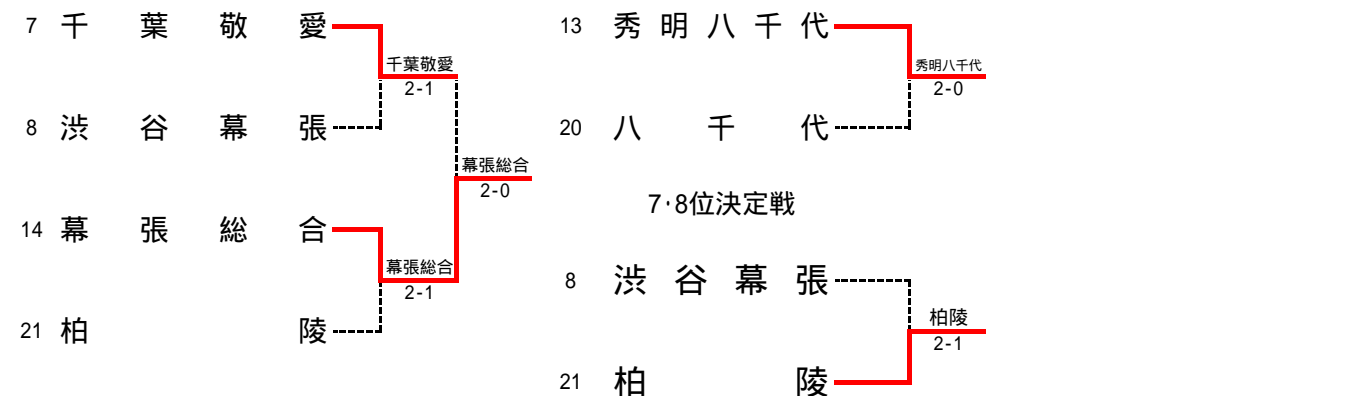 7 千葉敬愛
千葉敬愛
2-1
8 渋谷幕張
幕張総合
2-0
14 幕張総合
幕張総合
2-1
21 柏陵
13 秀明八千代
秀明八千代
2-0
20 八千代
7·8位決定戦
8 渋谷幕張
柏陵
2-1
21 柏陵